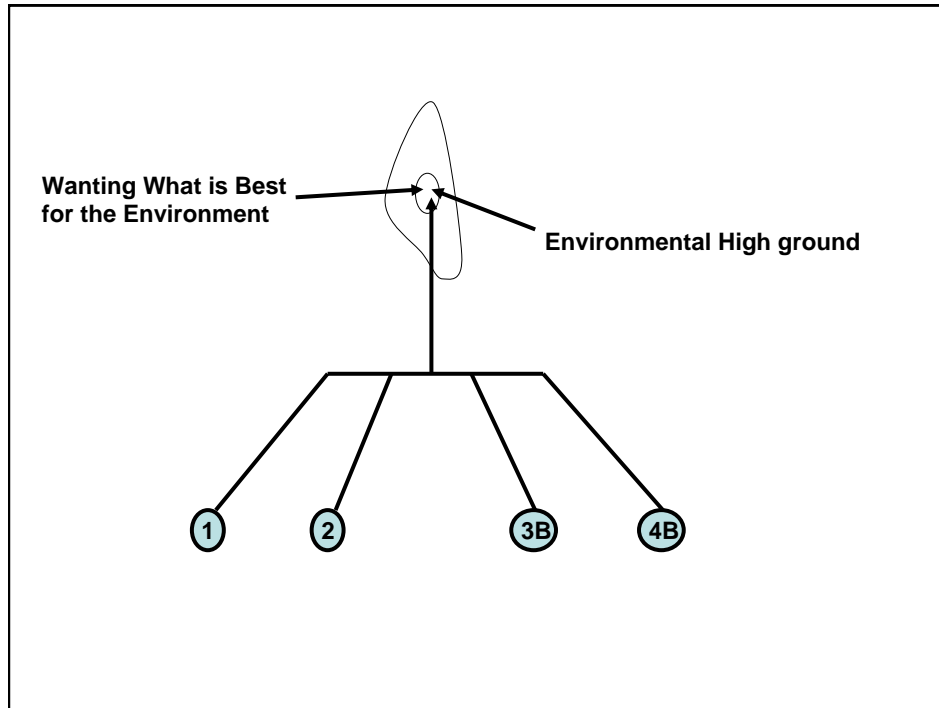 Wanting What is Best
for the Environment
Environmental High ground
1
2
3B
4B